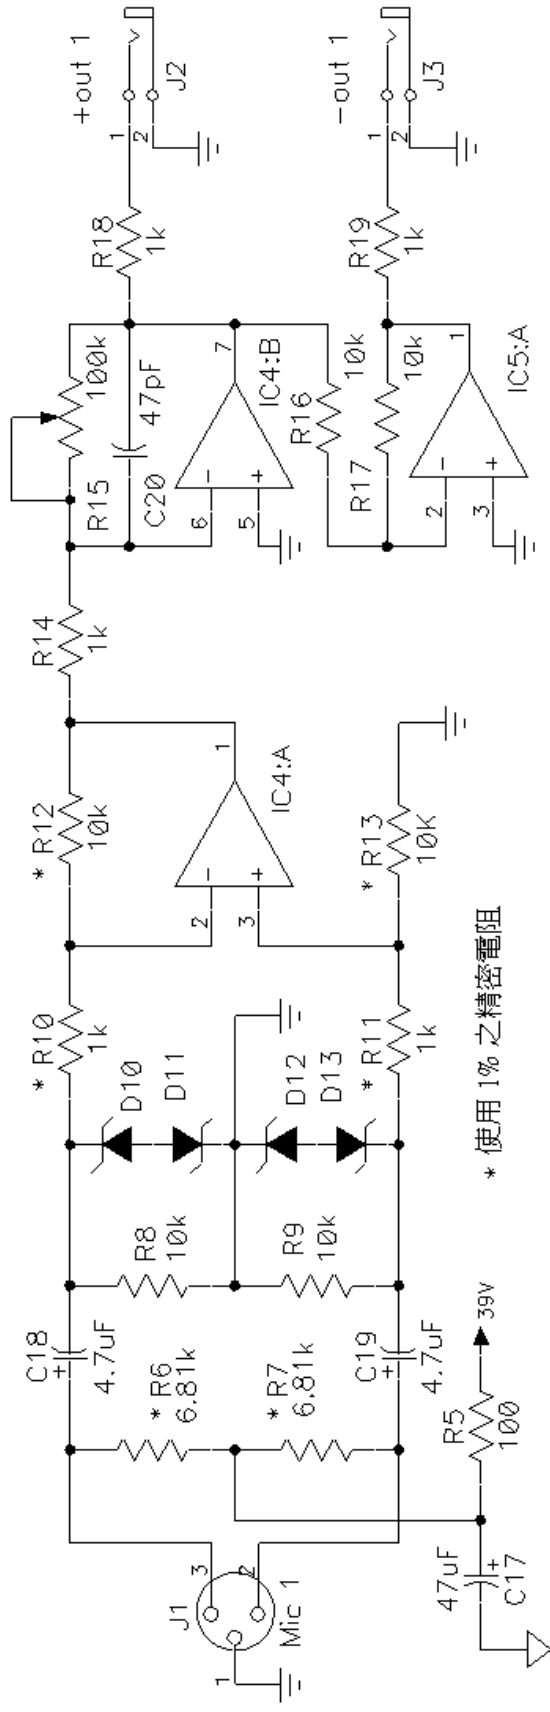 J1
3
2
1
Mic 1
C18
+
4.7uF
* R6
6.81k
* R7
6.81k
C19
+
4.7uF
R8
10k
R9
10k
D10
D11
D12
D13
* R10
1k
* R11
1k
* R12
10k
* R13
10K
2
3
-
+
1
IC4:A
R14
1k
R15
100k
C20
47pF
6
5
-
+
7
IC4:B
R16
10k
R17
10k
2
3
-
+
1
IC5:A
R18
1k
R19
1k
+out 1
1
2
J2
-out 1
1
2
J3
47uF
+
C17
R5
100
39V
* 使用 1% 之精密電阻